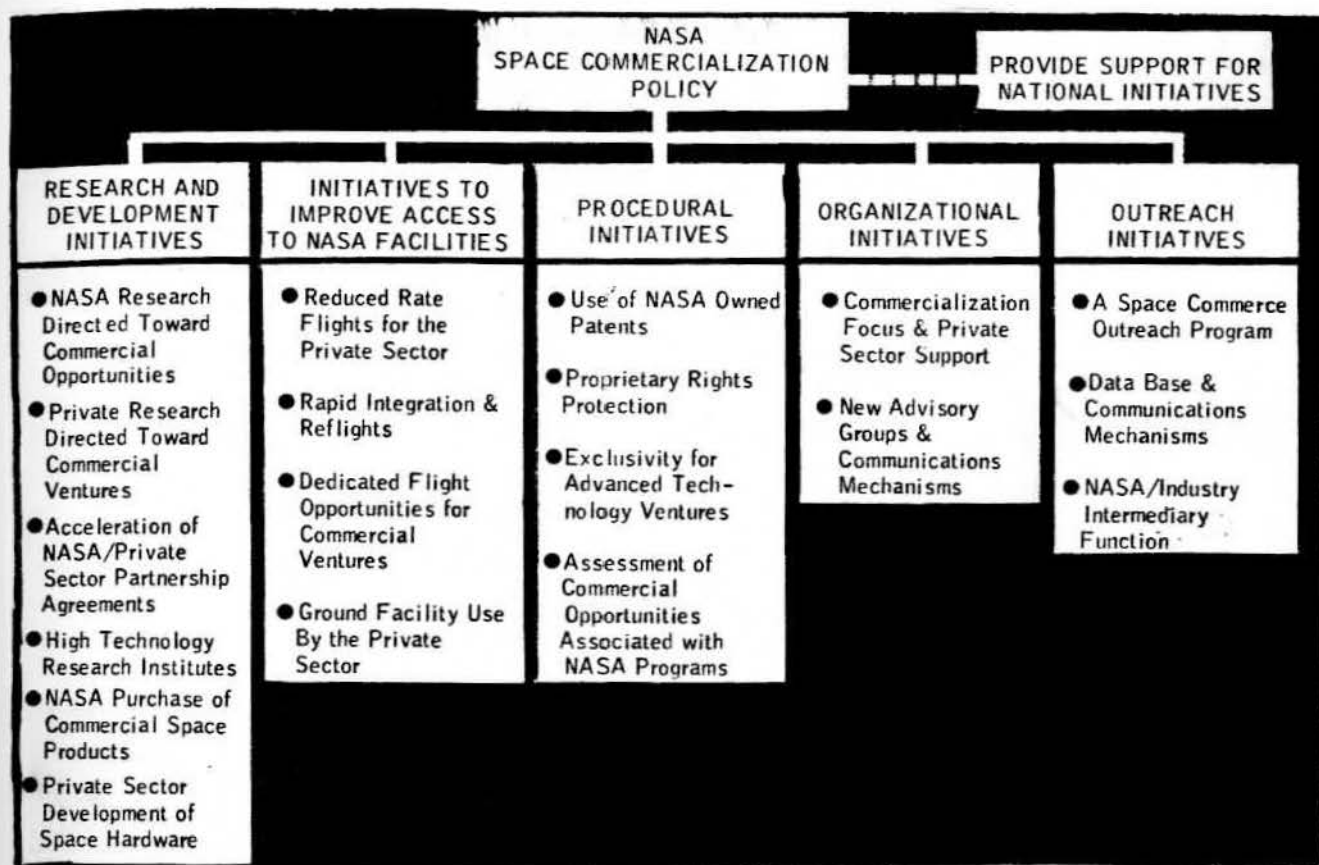 NASA
SPACE COMMERCIALIZATION
POLICY
PROVIDE SUPPORT FOR
NATIONAL INITIATIVES
RESEARCH AND
DEVELOPMENT
INITIATIVES
● NASA Research
Directed Toward
Commercial
Opportunities
● Private Research
Directed Toward
Commercial
Ventures
● Acceleration of
NASA/Private
Sector Partnership
Agreements
● High Technology
Research Institutes
● NASA Purchase of
Commercial Space
Products
● Private Sector
Development of
Space Hardware
INITIATIVES TO
IMPROVE ACCESS
TO NASA FACILITIES
● Reduced Rate
Flights for the
Private Sector
● Rapid Integration &
Reflights
● Dedicated Flight
Opportunities for
Commercial
Ventures
● Ground Facility Use
By the Private
Sector
PROCEDURAL
INITIATIVES
● Use of NASA Owned
Patents
● Proprietary Rights
Protection
● Exclusivity for
Advanced Tech-
nology Ventures
● Assessment of
Commercial
Opportunities
Associated with
NASA Programs
ORGANIZATIONAL
INITIATIVES
● Commercialization
Focus & Private
Sector Support
● New Advisory
Groups &
Communications
Mechanisms
OUTREACH
INITIATIVES
● A Space Commerce
Outreach Program
● Data Base &
Communications
Mechanisms
● NASA/Industry
Intermediary
Function